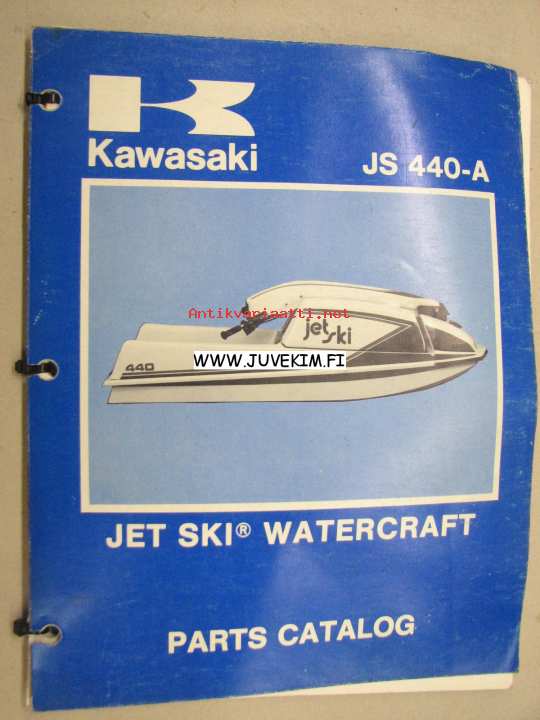 Kawasaki
JS 440-A
Antikvariaatti.net
jet
ski
WWW.JUVEKIM.FI
440
JET SKI® WATERCRAFT
PARTS CATALOG